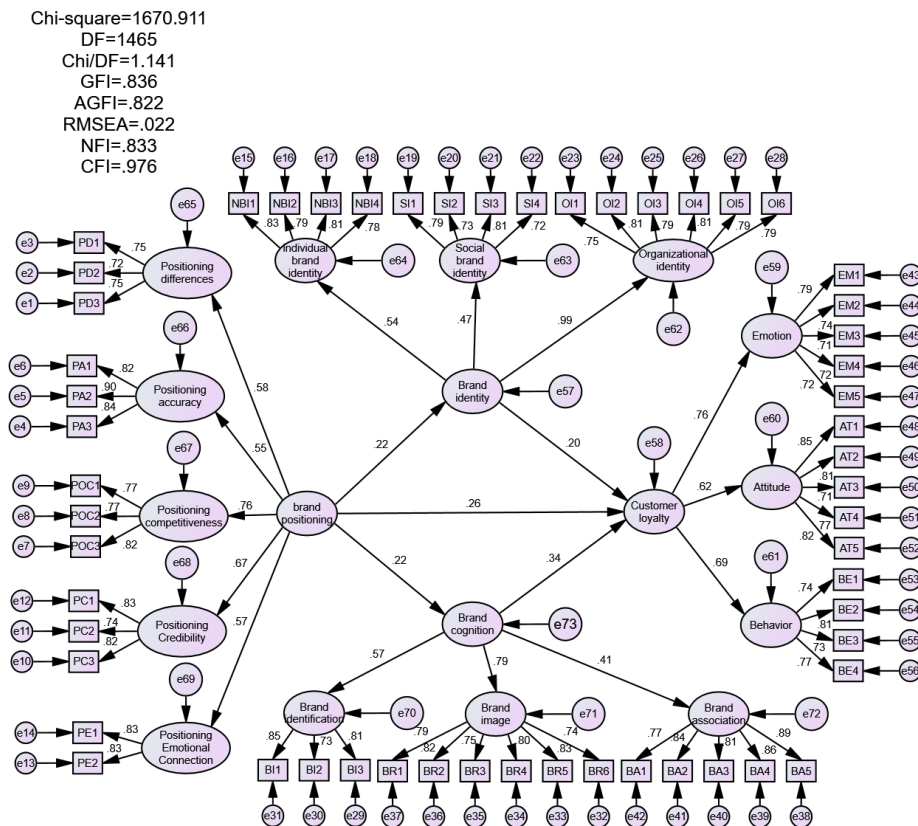 Chi-square=1670.911
DF=1465
Chi/DF=1.141
GFI=.836
AGFI=.822
RMSEA=.022
NFI=.833
CFI=.976
e15 e16 e17 e18 e19 e20 e21 e22 e23 e24 e25 e26 e27 e28
NBI1 NBI2 NBI3 NBI4 SI1 SI2 SI3 SI4 OI1 OI2 OI3 OI4 OI5 OI6
.83 .79 .81 .78 .79 .73 .81 .72 .75 .81 .79 .81 .79 .79
Individual
brand
identity
e64
Social
brand
identity
e63
Organizational
identity
e62
e65
Positioning
differences
e3 PD1 .75
e2 PD2 .72
e1 PD3 .75
e66
Positioning
accuracy
e6 PA1 .82
e5 PA2 .90
e4 PA3 .84
e67
Positioning
competitiveness
e9 POC1 .77
e8 POC2 .77
e7 POC3 .82
e68
Positioning
Credibility
e12 PC1 .83
e11 PC2 .74
e10 PC3 .82
e69
Positioning
Emotional
Connection
e14 PE1 .83
e13 PE2 .83
.58
.55
.76
.67
.57
brand
positioning
.54 .47 .99
Brand
identity
e57
.22
.20
.26
.22
.34
e58
Customer
loyalty
.76
.62
.69
e59
Emotion
.79 EM1 e43
EM2 e44
.74 EM3 e45
.71 EM4 e46
.72
.72 EM5 e47
e60
Attitude
.85 AT1 e48
AT2 e49
.81 AT3 e50
.71 AT4 e51
.77
.82 AT5 e52
e61
Behavior
.74 BE1 e53
BE2 e54
.81 BE3 e55
.73
.77 BE4 e56
Brand
cognition
e73
.57 .79 .41
Brand
identification
e70
Brand
image
e71
Brand
association
e72
.85 .73 .81 .79 .82 .75 .80 .83 .74 .77 .84 .81 .86 .89
BI1 BI2 BI3 BR1 BR2 BR3 BR4 BR5 BR6 BA1 BA2 BA3 BA4 BA5
e31 e30 e29 e37 e36 e35 e34 e33 e32 e42 e41 e40 e39 e38